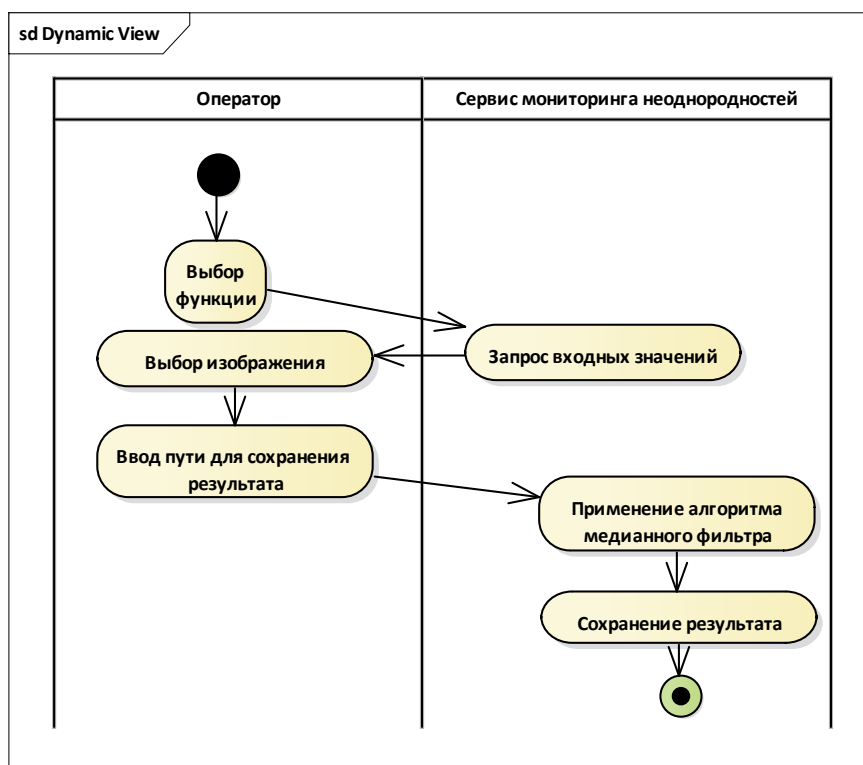 sd Dynamic View
Оператор
Сервис мониторинга неоднородностей
Выбор
функции
Запрос входных значений
Выбор изображения
Ввод пути для сохранения
результата
Применение алгоритма
медианного фильтра
Сохранение результата